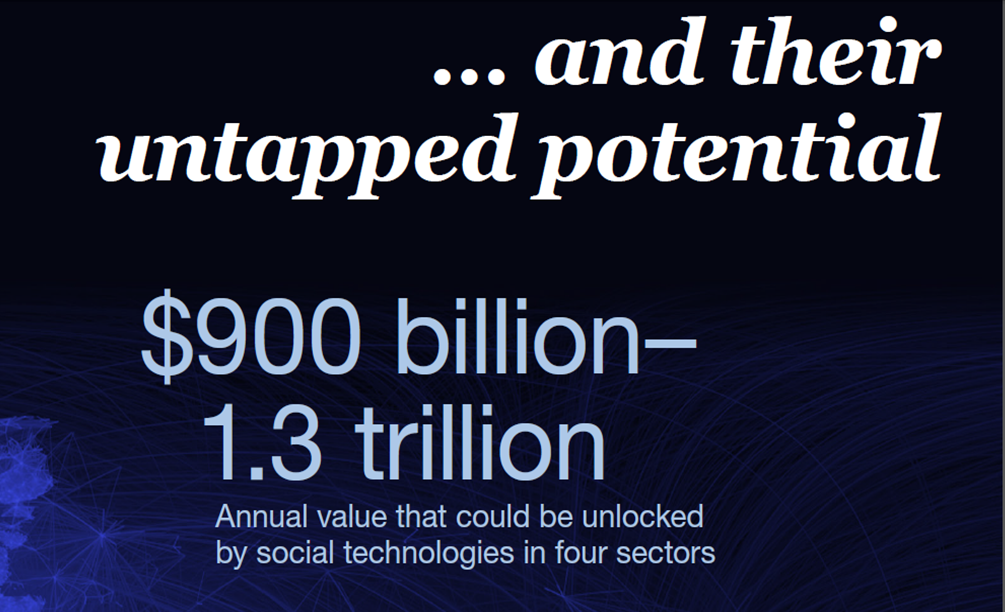 ... and their
untapped potential
$900 billion–
1.3 trillion
Annual value that could be unlocked
by social technologies in four sectors